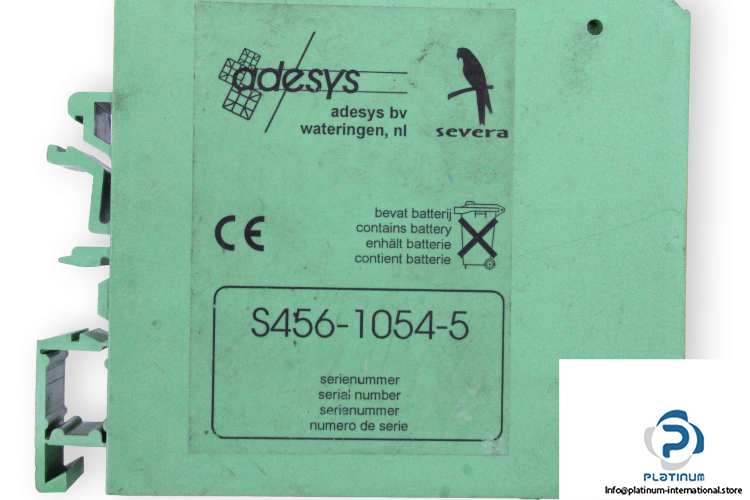 adesys
adesys bv
wateringen, nl
severa
CE
bevat batterij
contains battery
enhält batterie
contient batterie
S456-1054-5
serienummer
serial number
serienummer
numero de serie
PLATINUM
Info@platinum-international.store